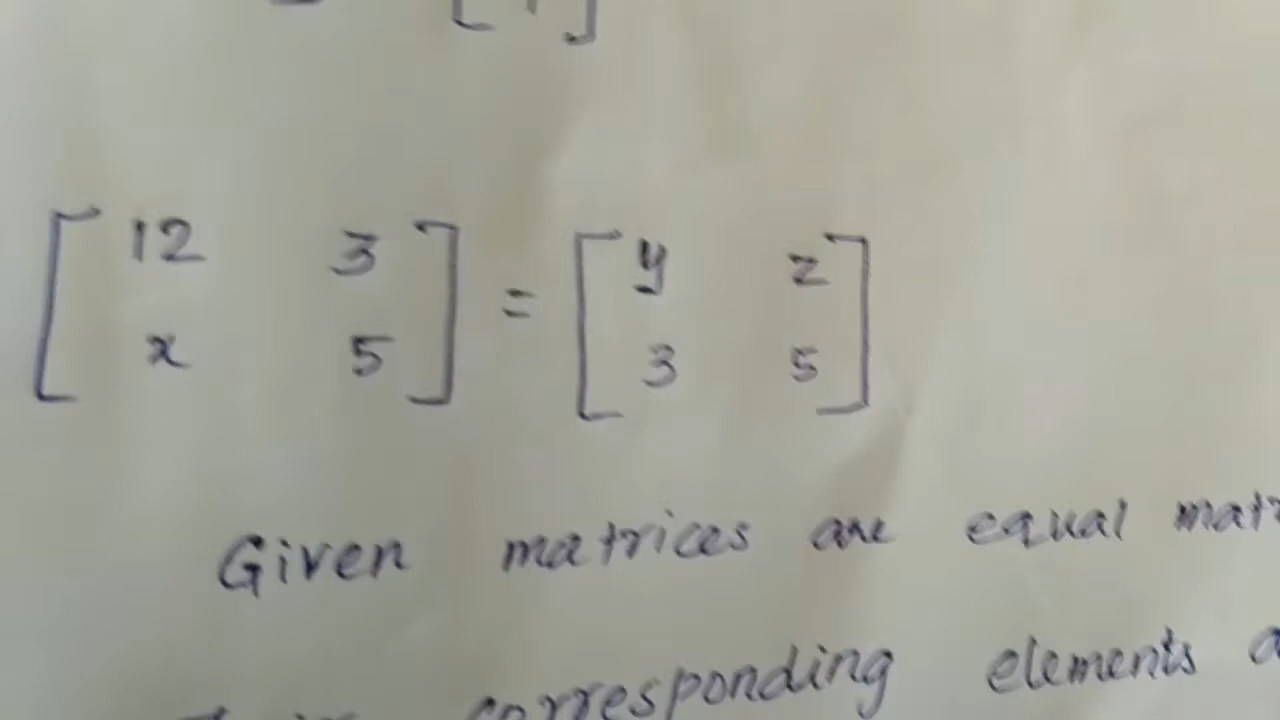 [ 12 3 ] = [ y z ]
[ x 5 ] [ 3 5 ]
Given matrices are equal
corresponding elements